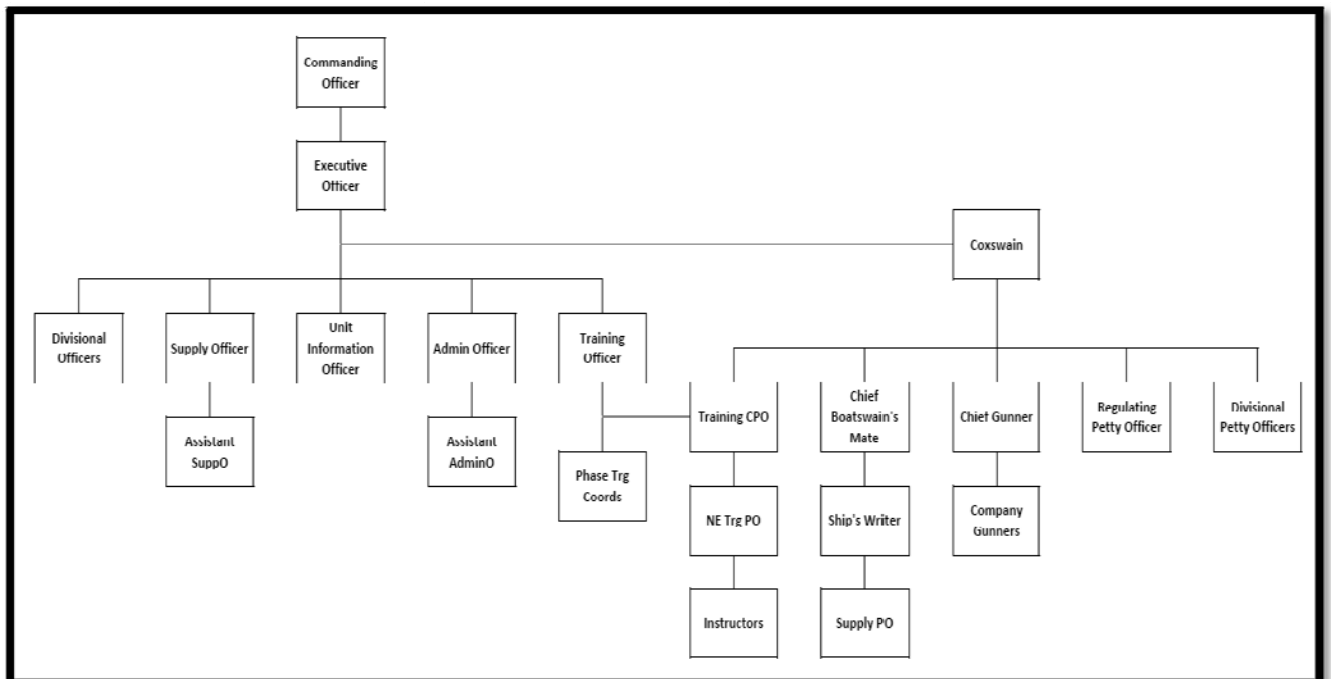 Commanding
Officer
Executive
Officer
Coxswain
Divisional
Officers
Supply Officer
Unit
Information
Officer
Admin Officer
Training
Officer
Training CPO
Chief
Boatswain's
Mate
Chief Gunner
Regulating
Petty Officer
Divisional
Petty Officers
Assistant
SuppO
Assistant
AdminO
Phase Trg
Coords
NE Trg PO
Ship's Writer
Company
Gunners
Instructors
Supply PO